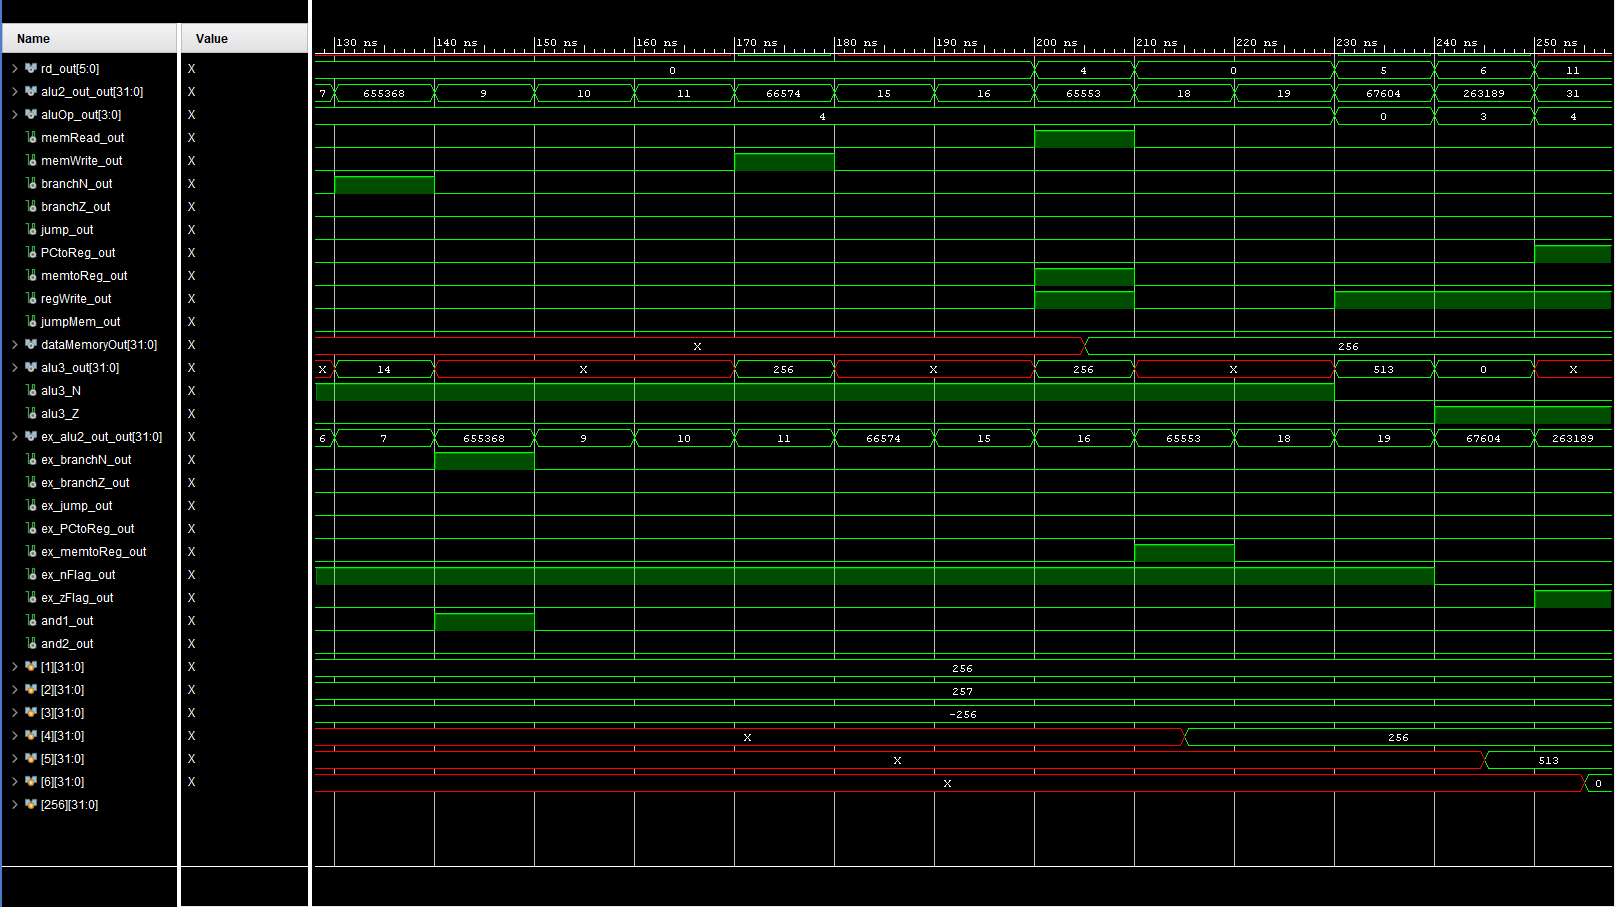 Name Value
130 ns 140 ns 150 ns 160 ns 170 ns 180 ns 190 ns 200 ns 210 ns 220 ns 230 ns 240 ns 250 ns
rd_out[5:0] X 0 4 0 5 6 11
alu2_out_out[31:0] X 7 655368 9 10 11 66574 15 16 65553 18 19 67604 263189 31
aluOp_out[3:0] X 4 0 3 4
memRead_out X
memWrite_out X
branchN_out X
branchZ_out X
jump_out X
PCtoReg_out X
memtoReg_out X
regWrite_out X
jumpMem_out X
dataMemoryOut[31:0] X X 256
alu3_out[31:0] X X 14 X 256 X 256 X 513 0 X
alu3_N X
alu3_Z X
ex_alu2_out_out[31:0] X 6 7 655368 9 10 11 66574 15 16 65553 18 19 67604 263189
ex_branchN_out X
ex_branchZ_out X
ex_jump_out X
ex_PCtoReg_out X
ex_memtoReg_out X
ex_nFlag_out X
ex_zFlag_out X
and1_out X
and2_out X
[1][31:0] X 256
[2][31:0] X 257
[3][31:0] X -256
[4][31:0] X X 256
[5][31:0] X X 513
[6][31:0] X X 0
[256][31:0]